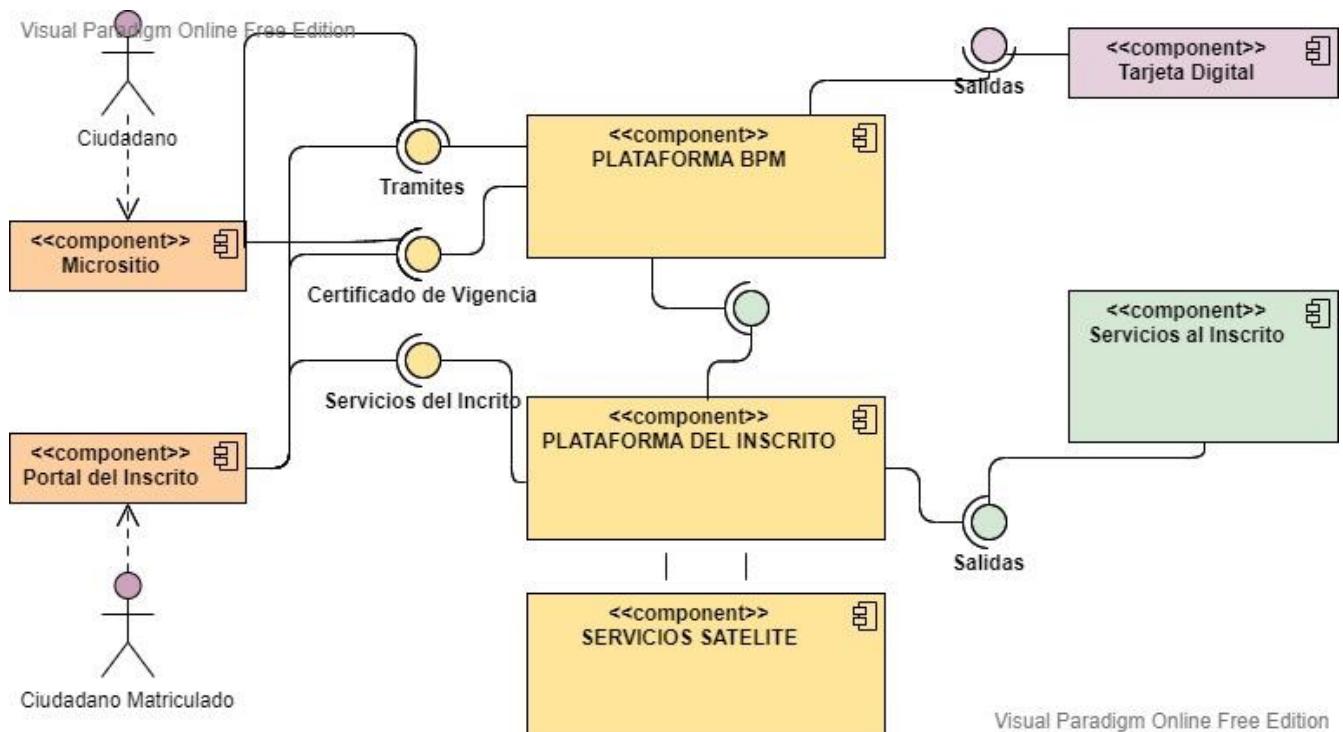 Visual Paradigm Online Free Edition
Ciudadano
<<component>>
Micrositio
<<component>>
Portal del Inscrito
Ciudadano Matriculado
Tramites
Certificado de Vigencia
Servicios del Incrito
<<component>>
PLATAFORMA BPM
<<component>>
PLATAFORMA DEL INSCRITO
<<component>>
SERVICIOS SATELITE
Salidas
<<component>>
Tarjeta Digital
<<component>>
Servicios al Inscrito
Salidas
Visual Paradigm Online Free Edition